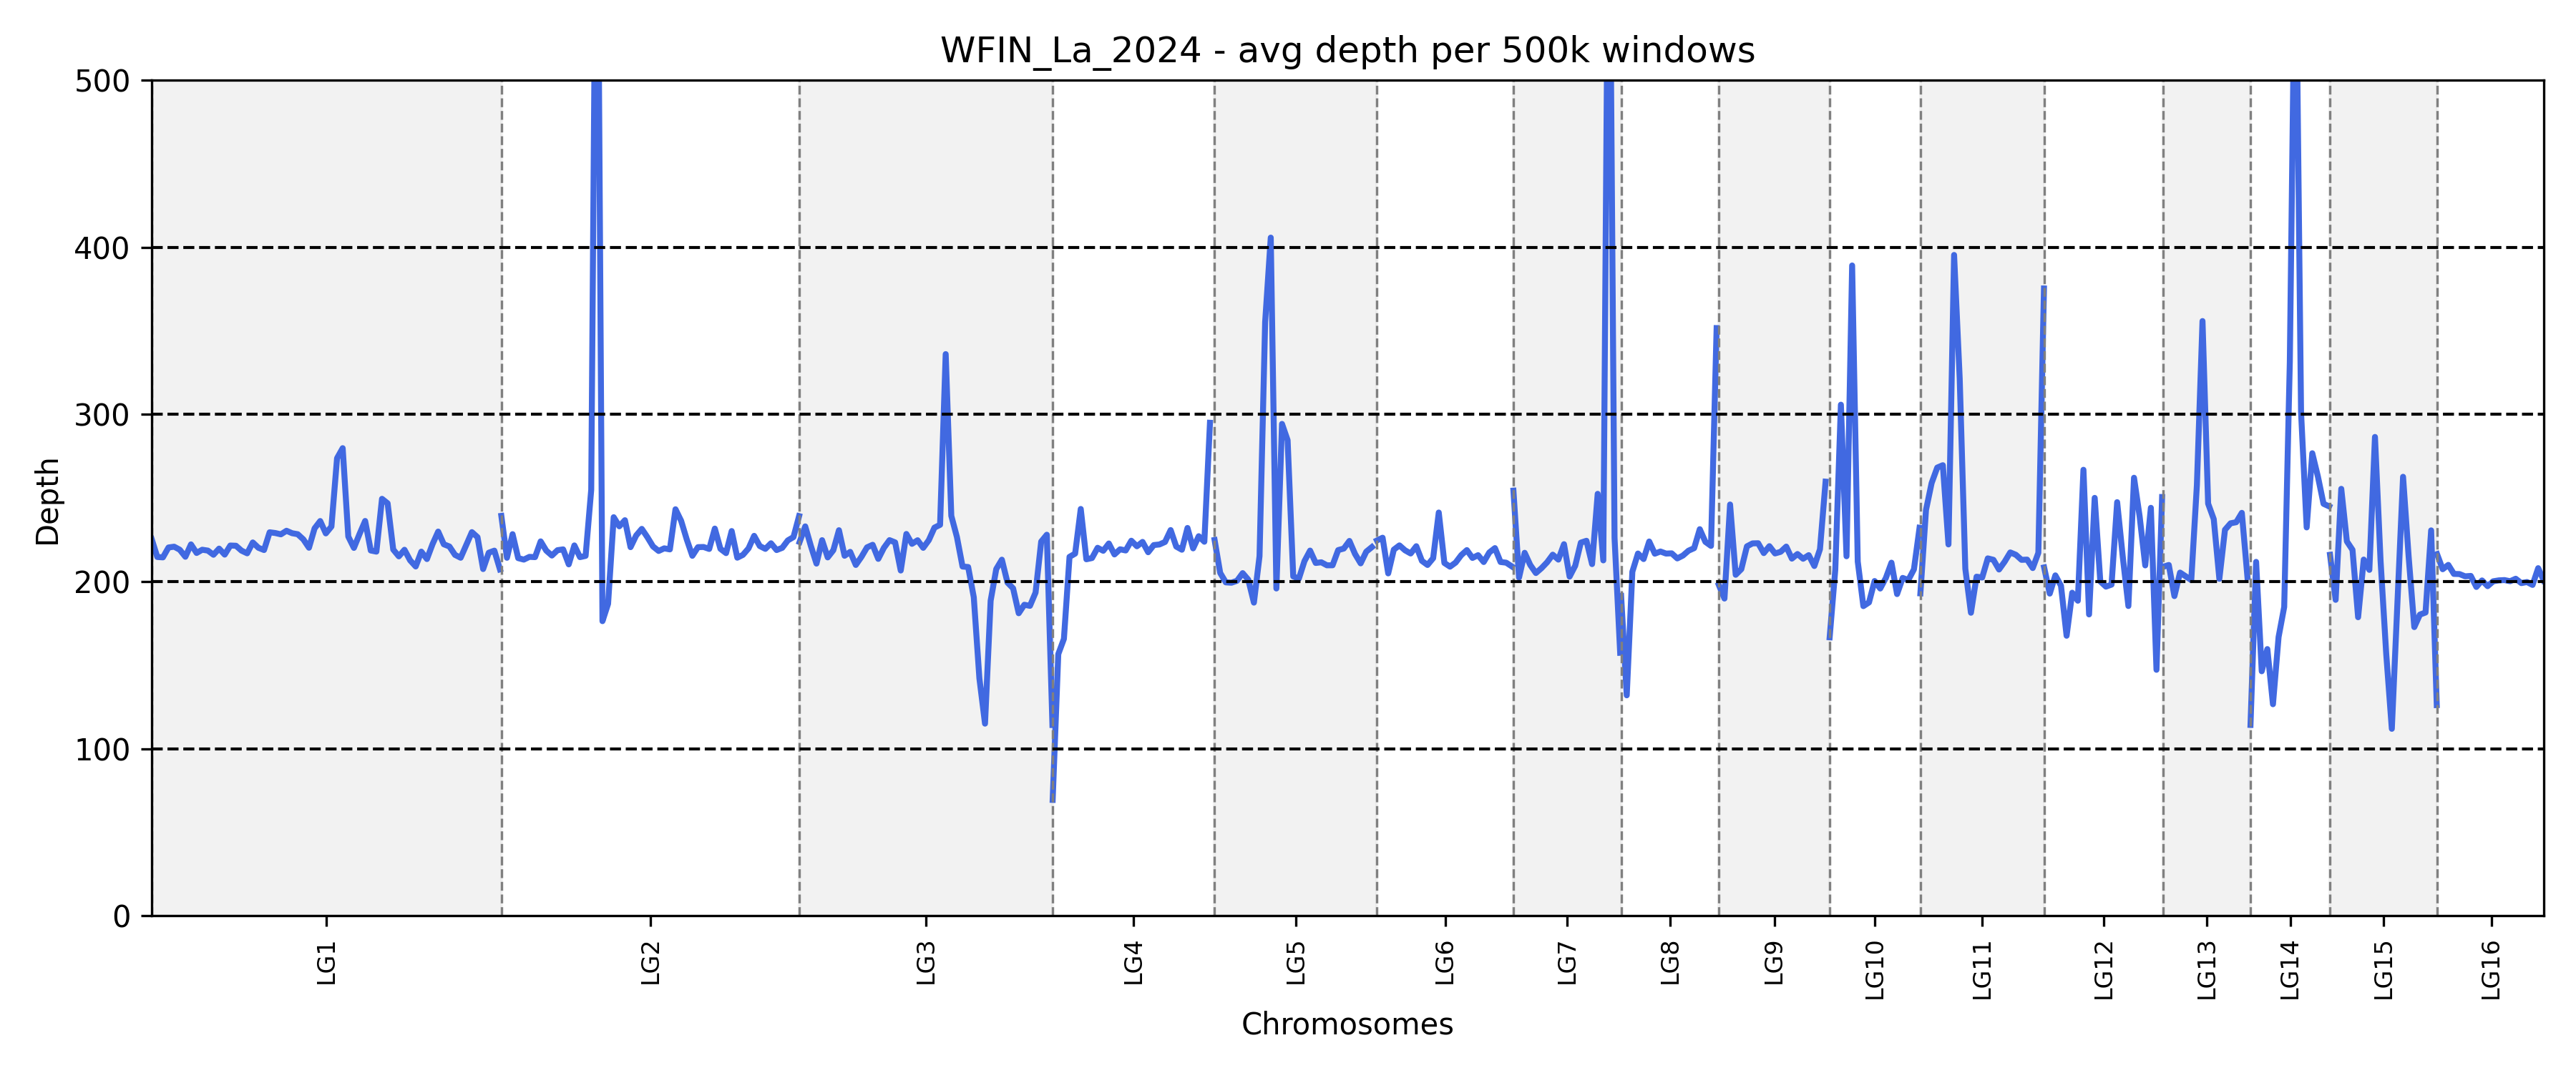 WFIN_La_2024 - avg depth per 500k windows
500
400
300
200
100
0
Depth
LG1
LG2
LG3
LG4
LG5
LG6
LG7
LG8
LG9
LG10
LG11
LG12
LG13
LG14
LG15
LG16
Chromosomes